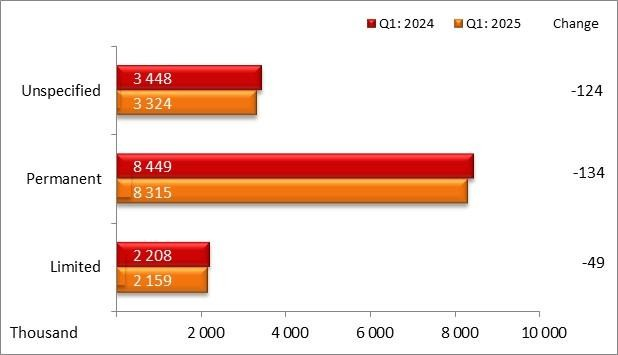 Q1: 2024 Q1: 2025 Change
Unspecified 3 448 3 324 -124
Permanent 8 449 8 315 -134
Limited 2 208 2 159 -49
Thousand 2 000 4 000 6 000 8 000 10 000